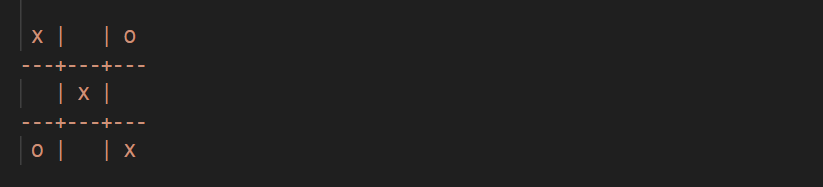 x |   | o
---+---+---
   | x |
---+---+---
 o |   | x